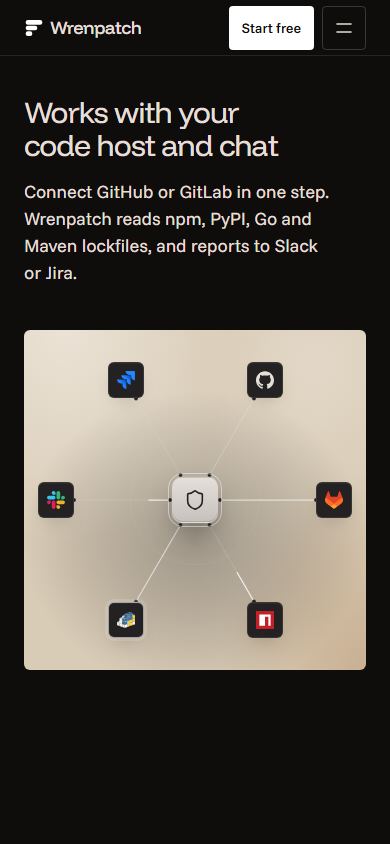 Wrenpatch
Start free
Works with your
code host and chat
Connect GitHub or GitLab in one step.
Wrenpatch reads npm, PyPI, Go and
Maven lockfiles, and reports to Slack
or Jira.